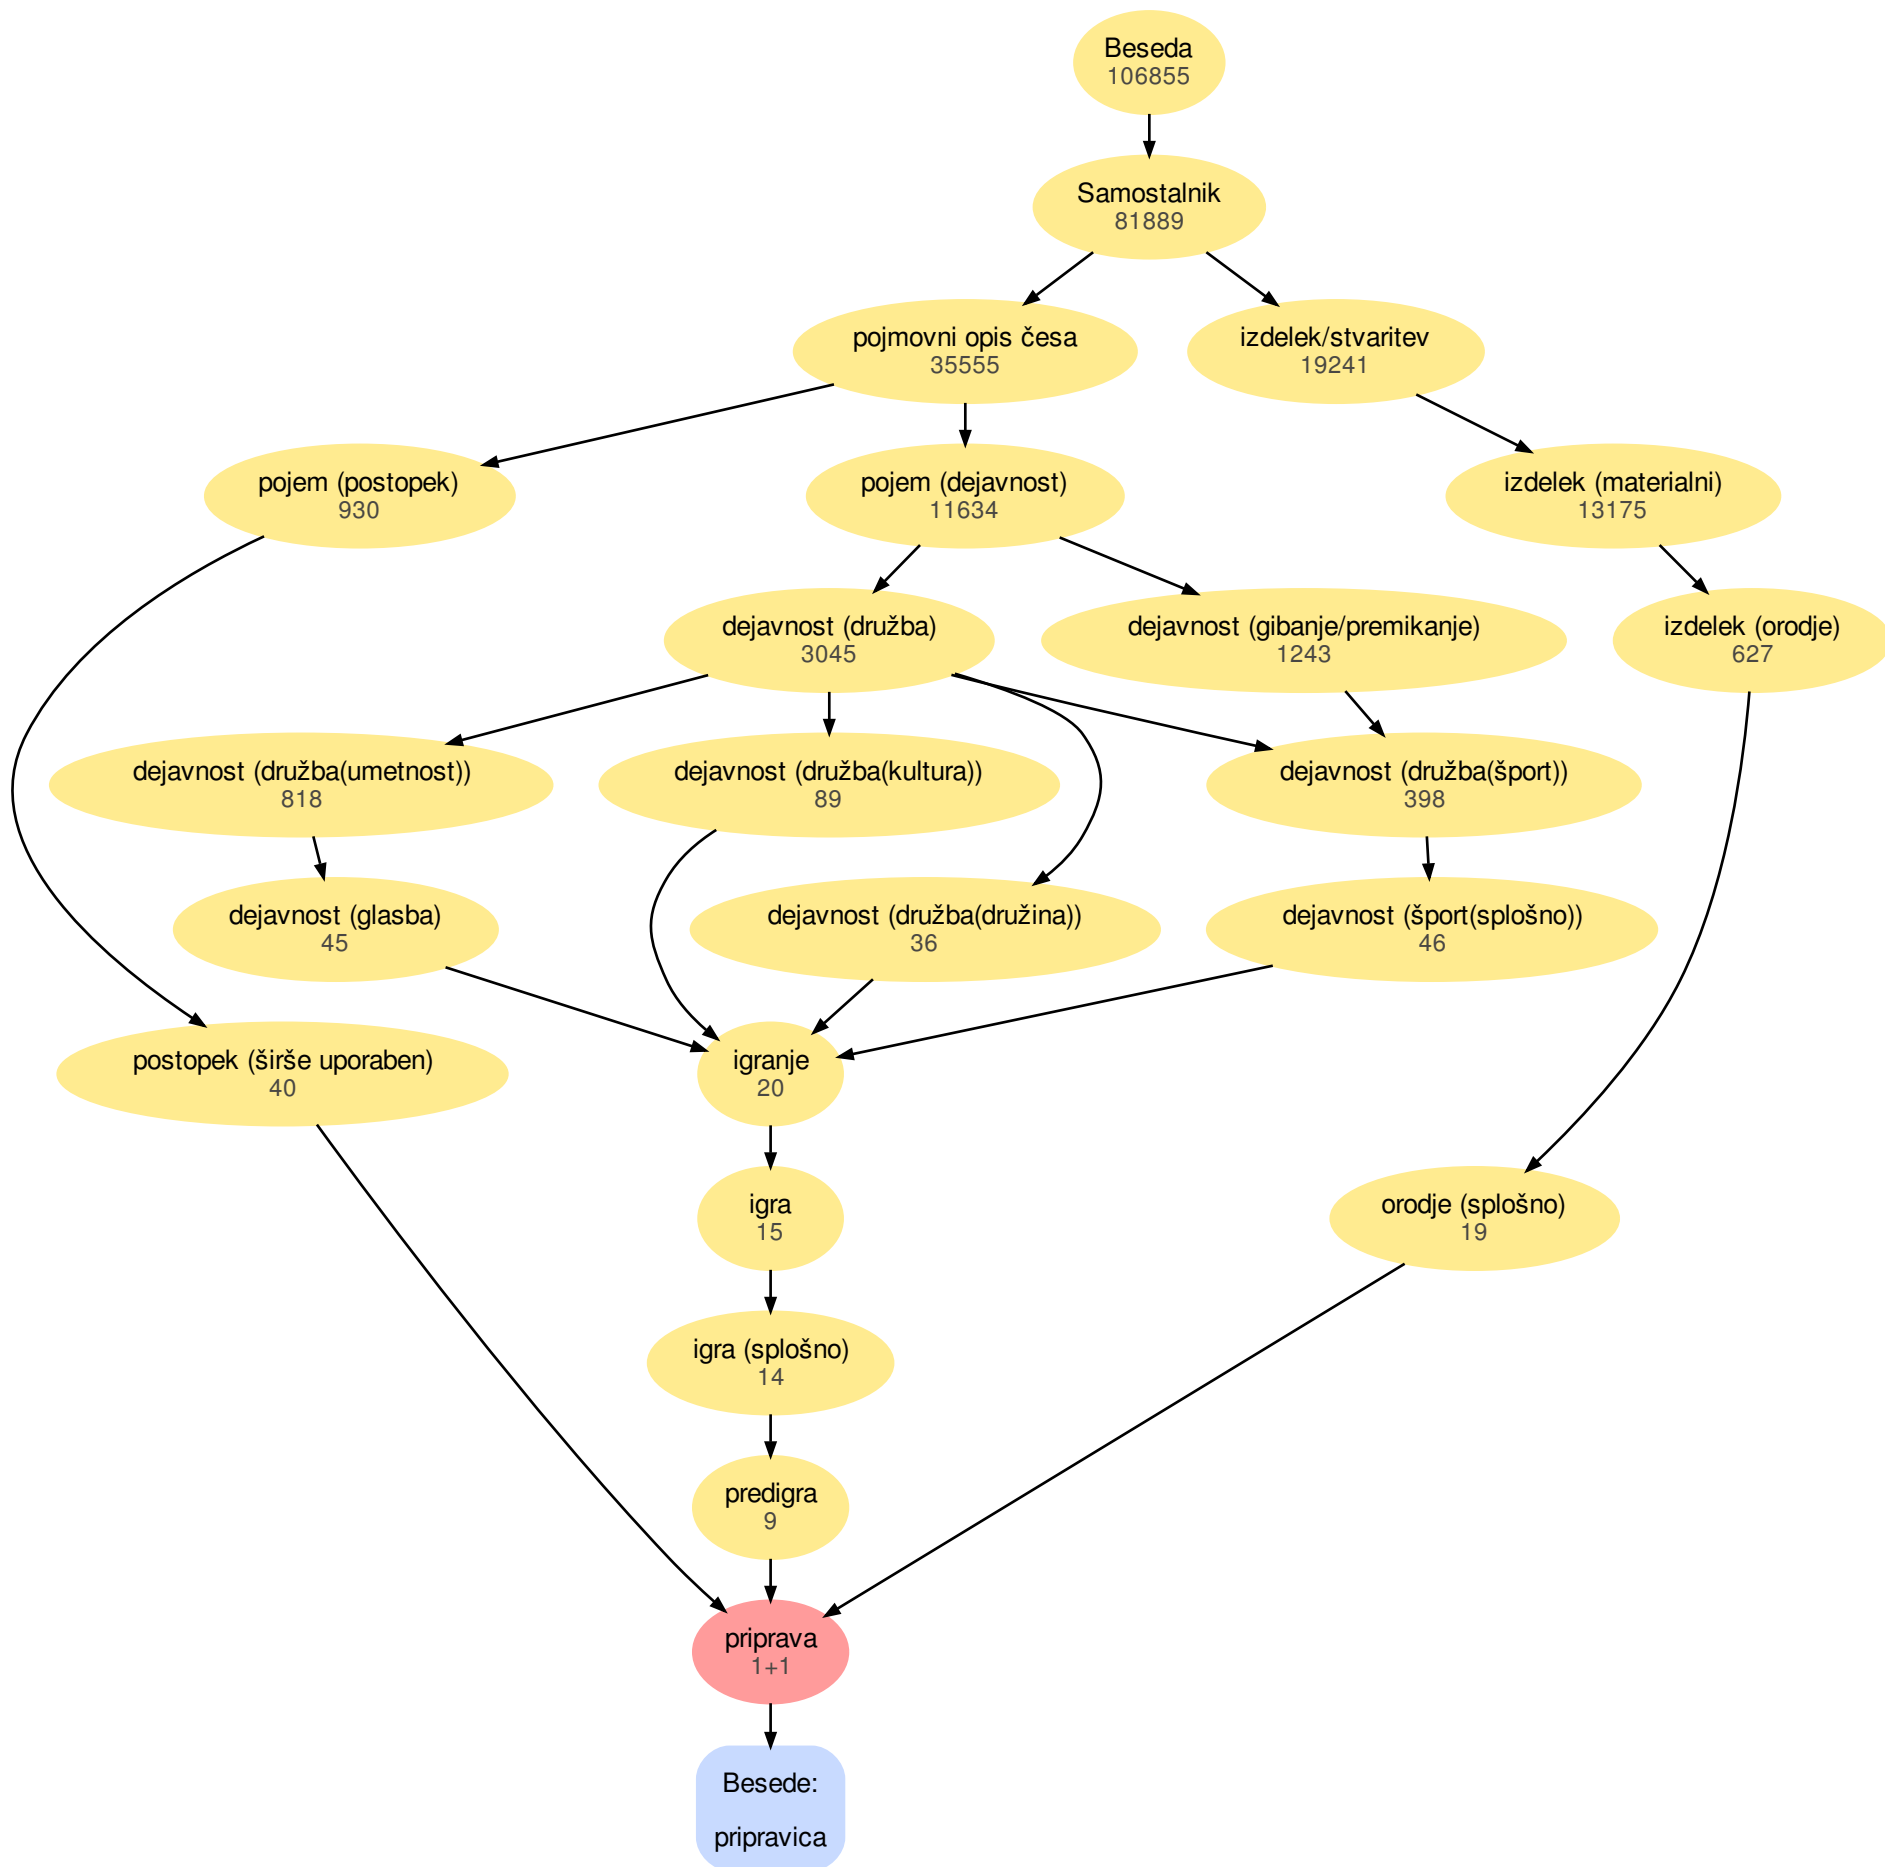 Beseda
106855
Samostalnik
81889
pojmovni opis česa
35555
izdelek/stvaritev
19241
pojem (postopek)
930
pojem (dejavnost)
11634
izdelek (materialni)
13175
dejavnost (družba)
3045
dejavnost (gibanje/premikanje)
1243
izdelek (orodje)
627
dejavnost (družba(umetnost))
818
dejavnost (družba(kultura))
89
dejavnost (družba(šport))
398
dejavnost (glasba)
45
dejavnost (družba(družina))
36
dejavnost (šport(splošno))
46
postopek (širše uporaben)
40
igranje
20
igra
15
orodje (splošno)
19
igra (splošno)
14
predigra
9
priprava
1+1
Besede:
pripravica